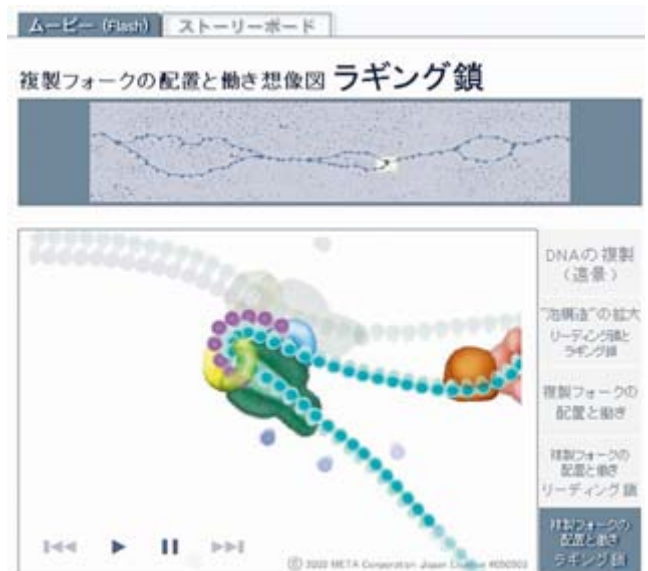 ムービー (Flash) ストーリーボード
複製フォークの配置と働き想像図 ラギング鎖
DNAの複製
(遠景)
"泡構造"の拡大
リーディング鎖と
ラギング鎖
複製フォークの
配置と働き
複製フォークの
配置と働き
リーディング鎖
複製フォークの
配置と働き
ラギング鎖
META Corporation Japan